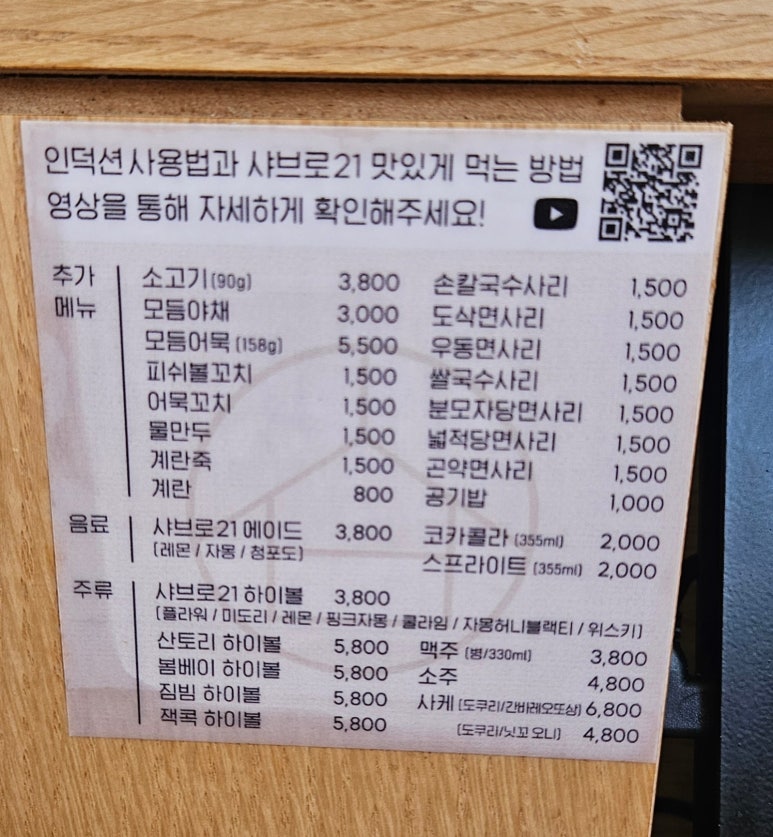 인덕션사용법과 샤브로21 맛있게 먹는 방법
영상을 통해 자세하게 확인해주세요!
추가 메뉴
소고기 (90g) 3,800
모듬야채 3,000
모듬어묵 (158g) 5,500
피쉬볼꼬치 1,500
어묵꼬치 1,500
물만두 1,500
계란죽 1,500
계란 800
손칼국수사리 1,500
도삭면사리 1,500
우동면사리 1,500
쌀국수사리 1,500
분모자당면사리 1,500
넓적당면사리 1,500
곤약면사리 1,500
공기밥 1,000
음료
샤브로21 에이드 3,800
(레몬 / 자몽 / 청포도)
코카콜라 (355ml) 2,000
스프라이트 (355ml) 2,000
주류
샤브로21 하이볼 3,800
(플라워 / 미도리 / 레몬 / 핑크자몽 / 쿨라임 / 자몽허니블랙티 / 위스키)
산토리 하이볼 5,800
봄베이 하이볼 5,800
짐빔 하이볼 5,800
잭콕 하이볼 5,800
맥주 (병/330ml) 3,800
소주 4,800
사케 (도쿠리/간바레오또상) 6,800
(도쿠리/닛꼬 오니) 4,800